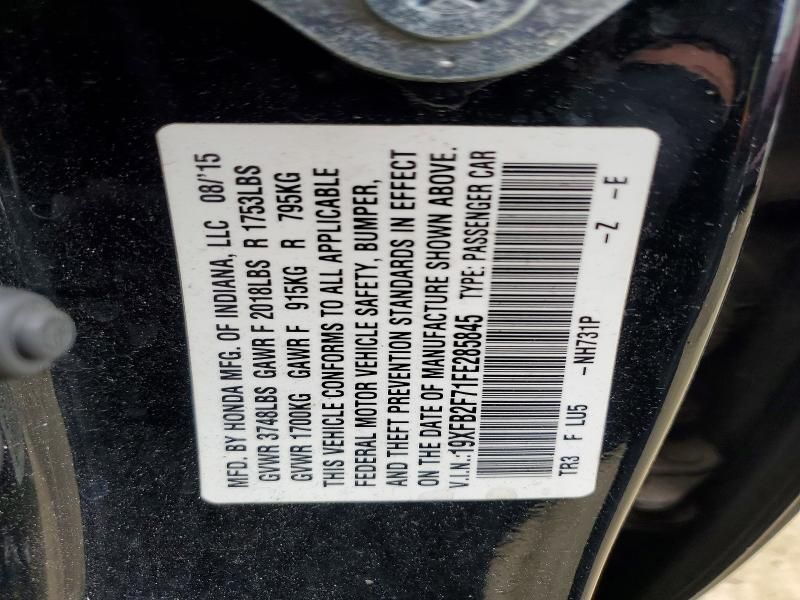 MFD. BY HONDA MFG. OF INDIANA, LLC 08/'15
GVWR 3748LBS GAWR F 2018LBS R 1753LBS
GVWR 1700KG GAWR F 915KG R 795KG
THIS VEHICLE CONFORMS TO ALL APPLICABLE
FEDERAL MOTOR VEHICLE SAFETY, BUMPER,
AND THEFT PREVENTION STANDARDS IN EFFECT
ON THE DATE OF MANUFACTURE SHOWN ABOVE.
V.I.N.:19XFB2F71FE285845 TYPE: PASSENGER CAR
TR3 F LU5 -NH731P -Z -E